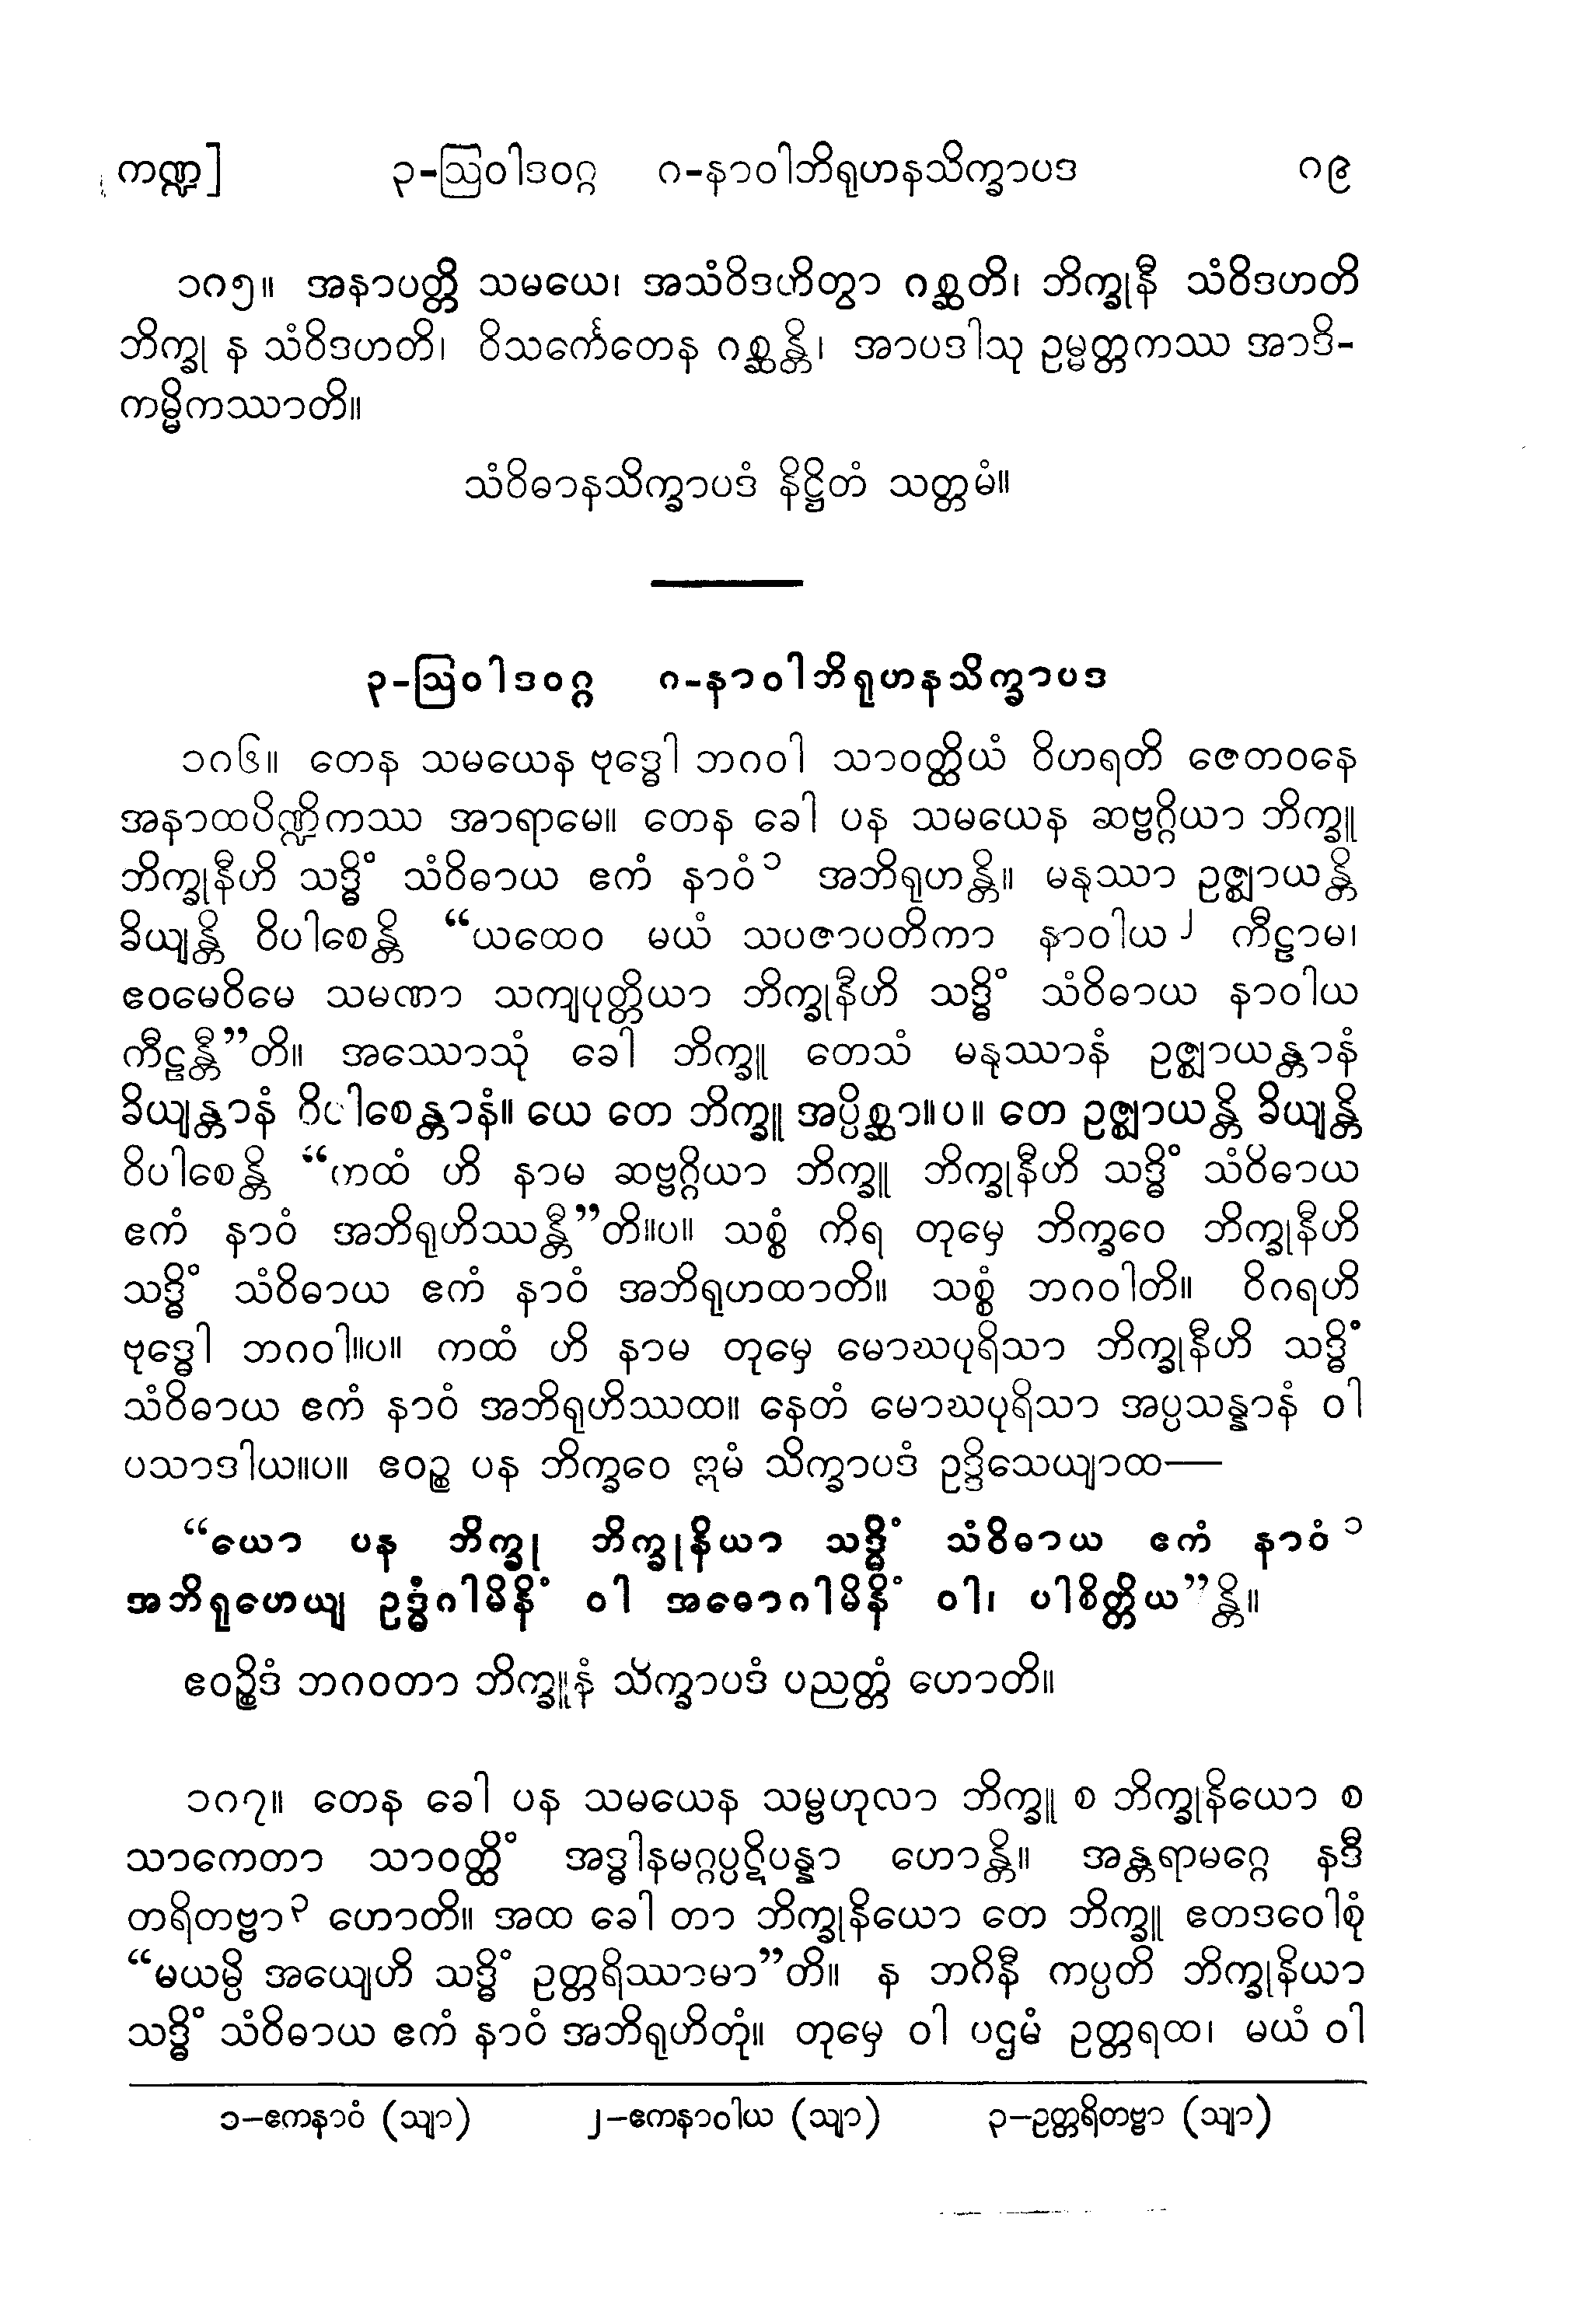 ကဏ္ဍ] ၃-ဩဝါဒဝဂ္ဂ ၈-နာဝါဘိရုဟနသိက္ခာပဒ ၈၉
၁၈၅။ အနာပတ္တိ သမယေ၊ အသံဝိဒဟိတွာ ဂစ္ဆတိ၊ ဘိက္ခုနီ သံဝိဒဟတိ
ဘိက္ခု န သံဝိဒဟတိ၊ ဝိသင်္ကေတေန ဂစ္ဆန္တိ၊ အာပဒါသု ဥမ္မတ္တကဿ အာဒိ-
ကမ္မိကဿာတိ။
သံဝိဓာနသိက္ခာပဒံ နိဋ္ဌိတံ သတ္တမံ။
၃-ဩဝါဒဝဂ္ဂ ၈-နာဝါဘိရုဟနသိက္ခာပဒ
၁၈၆။ တေန သမယေန ဗုဒ္ဓေါ ဘဂဝါ သာဝတ္ထိယံ ဝိဟရတိ ဇေတဝနေ
အနာထပိဏ္ဍိကဿ အာရာမေ။ တေန ခေါ ပန သမယေန ဆဗ္ဗဂ္ဂိယာ ဘိက္ခူ
ဘိက္ခုနီဟိ သဒ္ဓိံ သံဝိဓာယ ဧကံ နာဝံ၁ အဘိရုဟန္တိ။ မနုဿာ ဥဇ္ဈာယန္တိ
ခိယျန္တိ ဝိပါစေန္တိ “ယထေဝ မယံ သပဇာပတိကာ နာဝါယ၂ ကီဠာမ၊
ဧဝမေဝိမေ သမဏာ သကျပုတ္တိယာ ဘိက္ခုနီဟိ သဒ္ဓိံ သံဝိဓာယ နာဝါယ
ကီဠန္တီ”တိ။ အဿောသုံ ခေါ ဘိက္ခူ တေသံ မနုဿာနံ ဥဇ္ဈာယန္တာနံ
ခိယျန္တာနံ ဝိပါစေန္တာနံ။ ယေ တေ ဘိက္ခူ အပ္ပိစ္ဆာ။ပ။ တေ ဥဇ္ဈာယန္တိ ခိယျန္တိ
ဝိပါစေန္တိ “ကထံ ဟိ နာမ ဆဗ္ဗဂ္ဂိယာ ဘိက္ခူ ဘိက္ခုနီဟိ သဒ္ဓိံ သံဝိဓာယ
ဧကံ နာဝံ အဘိရုဟိဿန္တီ”တိ။ပ။ သစ္စံ ကိရ တုမှေ ဘိက္ခဝေ ဘိက္ခုနီဟိ
သဒ္ဓိံ သံဝိဓာယ ဧကံ နာဝံ အဘိရုဟထာတိ။ သစ္စံ ဘဂဝါတိ။ ဝိဂရဟိ
ဗုဒ္ဓေါ ဘဂဝါ။ပ။ ကထံ ဟိ နာမ တုမှေ မောဃပုရိသာ ဘိက္ခုနီဟိ သဒ္ဓိံ
သံဝိဓာယ ဧကံ နာဝံ အဘိရုဟိဿထ။ နေတံ မောဃပုရိသာ အပ္ပသန္နာနံ ဝါ
ပသာဒါယ။ပ။ ဧဝဉ္စ ပန ဘိက္ခဝေ ဣမံ သိက္ခာပဒံ ဥဒ္ဒိသေယျာထ—
“ယော ပန ဘိက္ခု ဘိက္ခုနိယာ သဒ္ဓိံ သံဝိဓာယ ဧကံ နာဝံ၁
အဘိရုဟေယျ ဥဒ္ဓံဂါမိနိံ ဝါ အဓောဂါမိနိံ ဝါ၊ ပါစိတ္တိယ”န္တိ။
ဧဝဉ္စိဒံ ဘဂဝတာ ဘိက္ခူနံ သိက္ခာပဒံ ပညတ္တံ ဟောတိ။
၁၈၇။ တေန ခေါ ပန သမယေန သမ္ဗဟုလာ ဘိက္ခူ စ ဘိက္ခုနိယော စ
သာကေတာ သာဝတ္ထိံ အဒ္ဓါနမဂ္ဂပ္ပဋိပန္နာ ဟောန္တိ။ အန္တရာမဂ္ဂေ နဒီ
တရိတဗ္ဗာ၃ ဟောတိ။ အထ ခေါ တာ ဘိက္ခုနိယော တေ ဘိက္ခူ ဧတဒဝေါစုံ
“မယမ္ပိ အယျေဟိ သဒ္ဓိံ ဥတ္တရိဿာမာ”တိ။ န ဘဂိနီ ကပ္ပတိ ဘိက္ခုနိယာ
သဒ္ဓိံ သံဝိဓာယ ဧကံ နာဝံ အဘိရုဟိတုံ။ တုမှေ ဝါ ပဌမံ ဥတ္တရထ၊ မယံ ဝါ
၁—ဧကနာဝံ (သျာ) ၂—ဧကနာဝါယ (သျာ) ၃—ဥတ္တရိတဗ္ဗာ (သျာ)